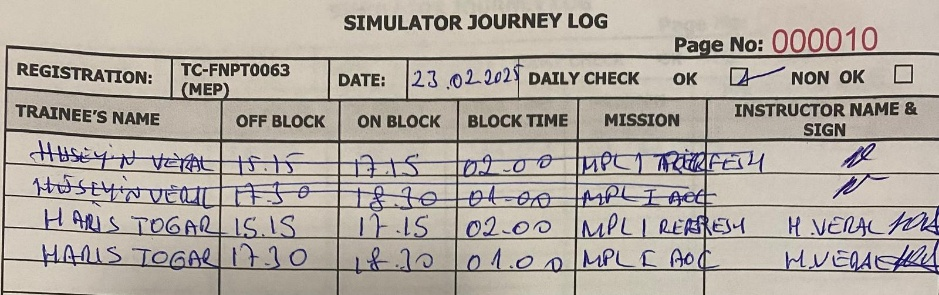 SIMULATOR JOURNEY LOG
Page No: 000010
REGISTRATION: TC-FNPT0063 (MEP) DATE: 23.02.2025 DAILY CHECK OK NON OK
TRAINEE'S NAME OFF BLOCK ON BLOCK BLOCK TIME MISSION INSTRUCTOR NAME & SIGN
HÜSEYİN VERAL 15.15 17.15 02.00 MPL I REFRESH
HÜSEYİN VERAL 17.30 18.30 01.00 MPL I AOC
HARIS TOGAR 15.15 17.15 02.00 MPL I REFRESH H.VERAL
HARIS TOGAR 17.30 18.30 01.00 MPL I AOC H.VERAL